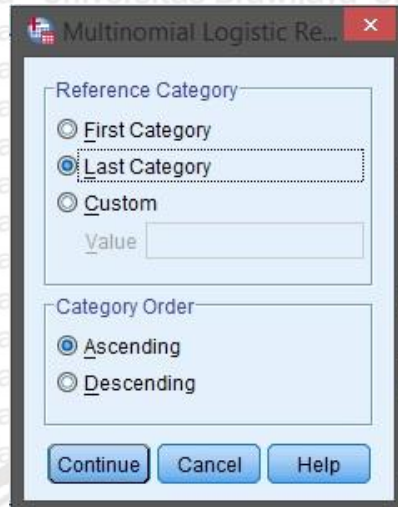 Multinomial Logistic Re...
Reference Category
First Category
Last Category
Custom
Value
Category Order
Ascending
Descending
Continue Cancel Help